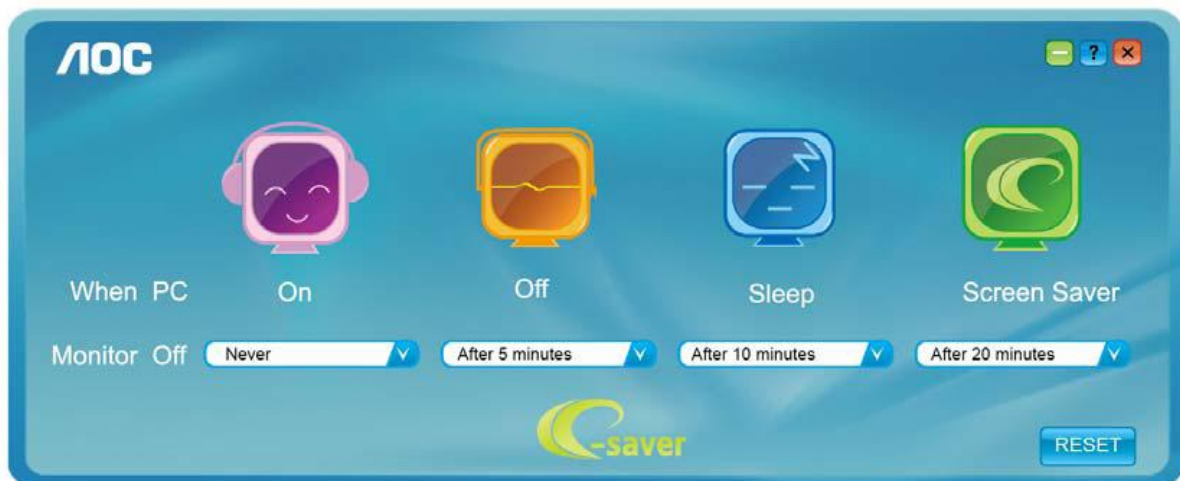 AOC
?
When PC On Off Sleep Screen Saver
Monitor Off Never After 5 minutes After 10 minutes After 20 minutes
e-saver
RESET